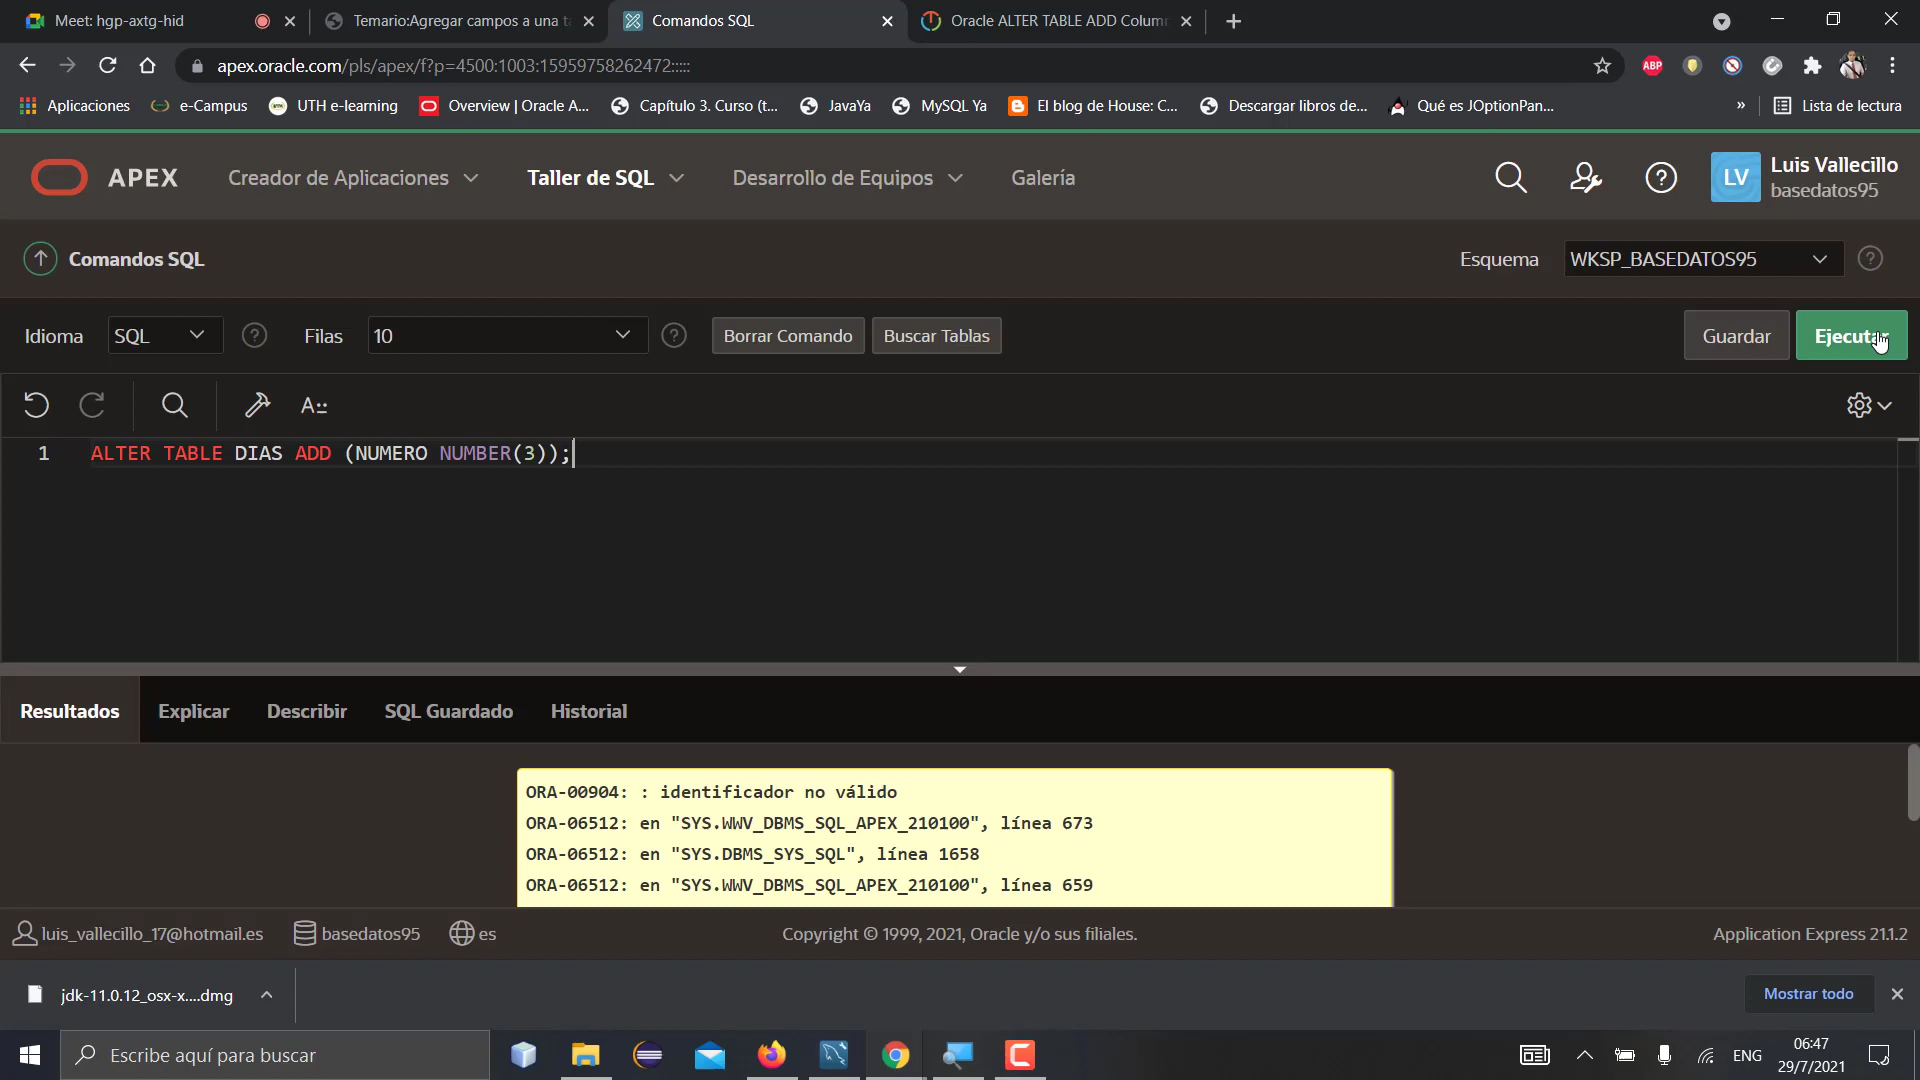 Meet: hgp-axtg-hid
Temario:Agregar campos a una t
Comandos SQL
Oracle ALTER TABLE ADD Colum
apex.oracle.com/pls/apex/f?p=4500:1003:15959758262472:::::
ABP
Aplicaciones
e-Campus
UTH e-learning
Overview | Oracle A...
Capítulo 3. Curso (t...
JavaYa
MySQL Ya
El blog de House: C...
Descargar libros de...
Qué es JOptionPan...
»
Lista de lectura
APEX
Creador de Aplicaciones
Taller de SQL
Desarrollo de Equipos
Galería
LV
Luis Vallecillo
basedatos95
Comandos SQL
Esquema
WKSP_BASEDATOS95
Idioma
SQL
Filas
10
Borrar Comando
Buscar Tablas
Guardar
Ejecutar
1 ALTER TABLE DIAS ADD (NUMERO NUMBER(3));
Resultados
Explicar
Describir
SQL Guardado
Historial
ORA-00904: : identificador no válido
ORA-06512: en "SYS.WWV_DBMS_SQL_APEX_210100", línea 673
ORA-06512: en "SYS.DBMS_SYS_SQL", línea 1658
ORA-06512: en "SYS.WWV_DBMS_SQL_APEX_210100", línea 659
luis_vallecillo_17@hotmail.es
basedatos95
es
Copyright © 1999, 2021, Oracle y/o sus filiales.
Application Express 21.1.2
jdk-11.0.12_osx-x....dmg
Mostrar todo
Escribe aquí para buscar
ENG
06:47
29/7/2021